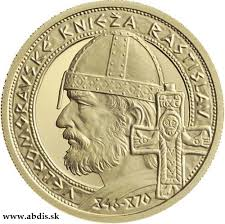 VEĽKOMORAVSKÉ KNIEŽA RASTISLAV
846-870
www.abdis.sk